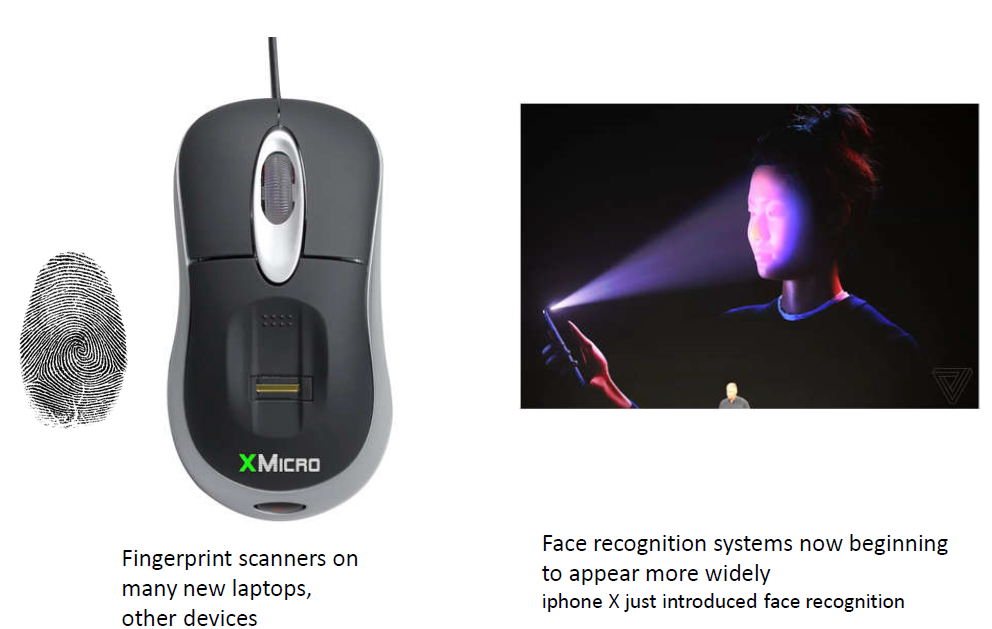 XMICRO
Fingerprint scanners on
many new laptops,
other devices
Face recognition systems now beginning
to appear more widely
iphone X just introduced face recognition